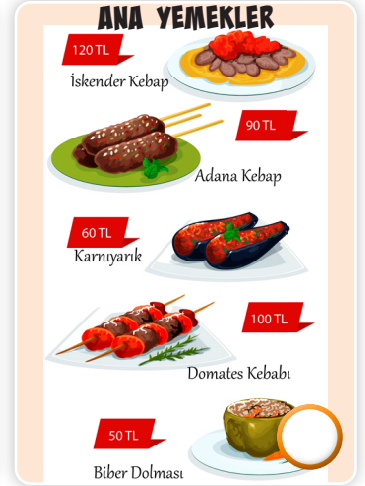 ANA YEMEKLER
120 TL
İskender Kebap
90 TL
Adana Kebap
60 TL
Karnıyarık
100 TL
Domates Kebabı
50 TL
Biber Dolması